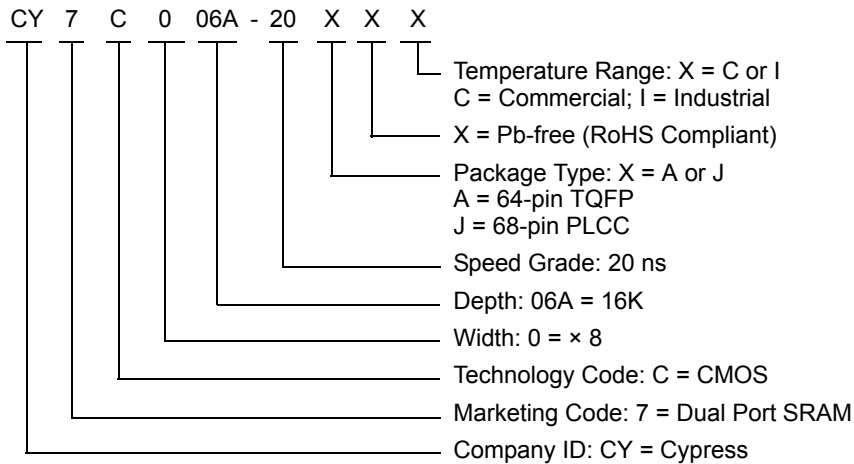 CY 7 C 0 06A - 20 X X X
Temperature Range: X = C or I
C = Commercial; I = Industrial
X = Pb-free (RoHS Compliant)
Package Type: X = A or J
A = 64-pin TQFP
J = 68-pin PLCC
Speed Grade: 20 ns
Depth: 06A = 16K
Width: 0 = × 8
Technology Code: C = CMOS
Marketing Code: 7 = Dual Port SRAM
Company ID: CY = Cypress